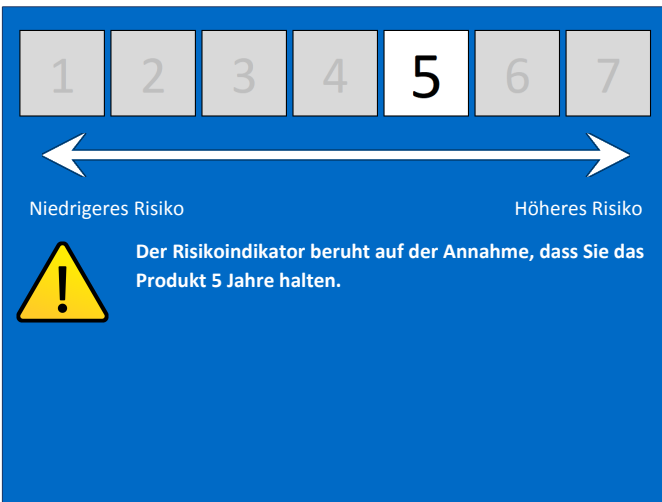 1 2 3 4 5 6 7
Niedrigeres Risiko Höheres Risiko
Der Risikoindikator beruht auf der Annahme, dass Sie das
Produkt 5 Jahre halten.